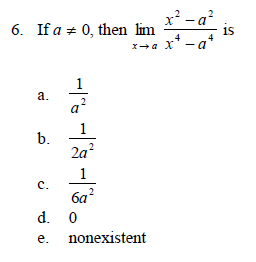 6. If a ≠ 0, then lim x→a (x² – a²)/(x⁴ – a⁴) is
a. 1/a²
b. 1/2a²
c. 1/6a²
d. 0
e. nonexistent